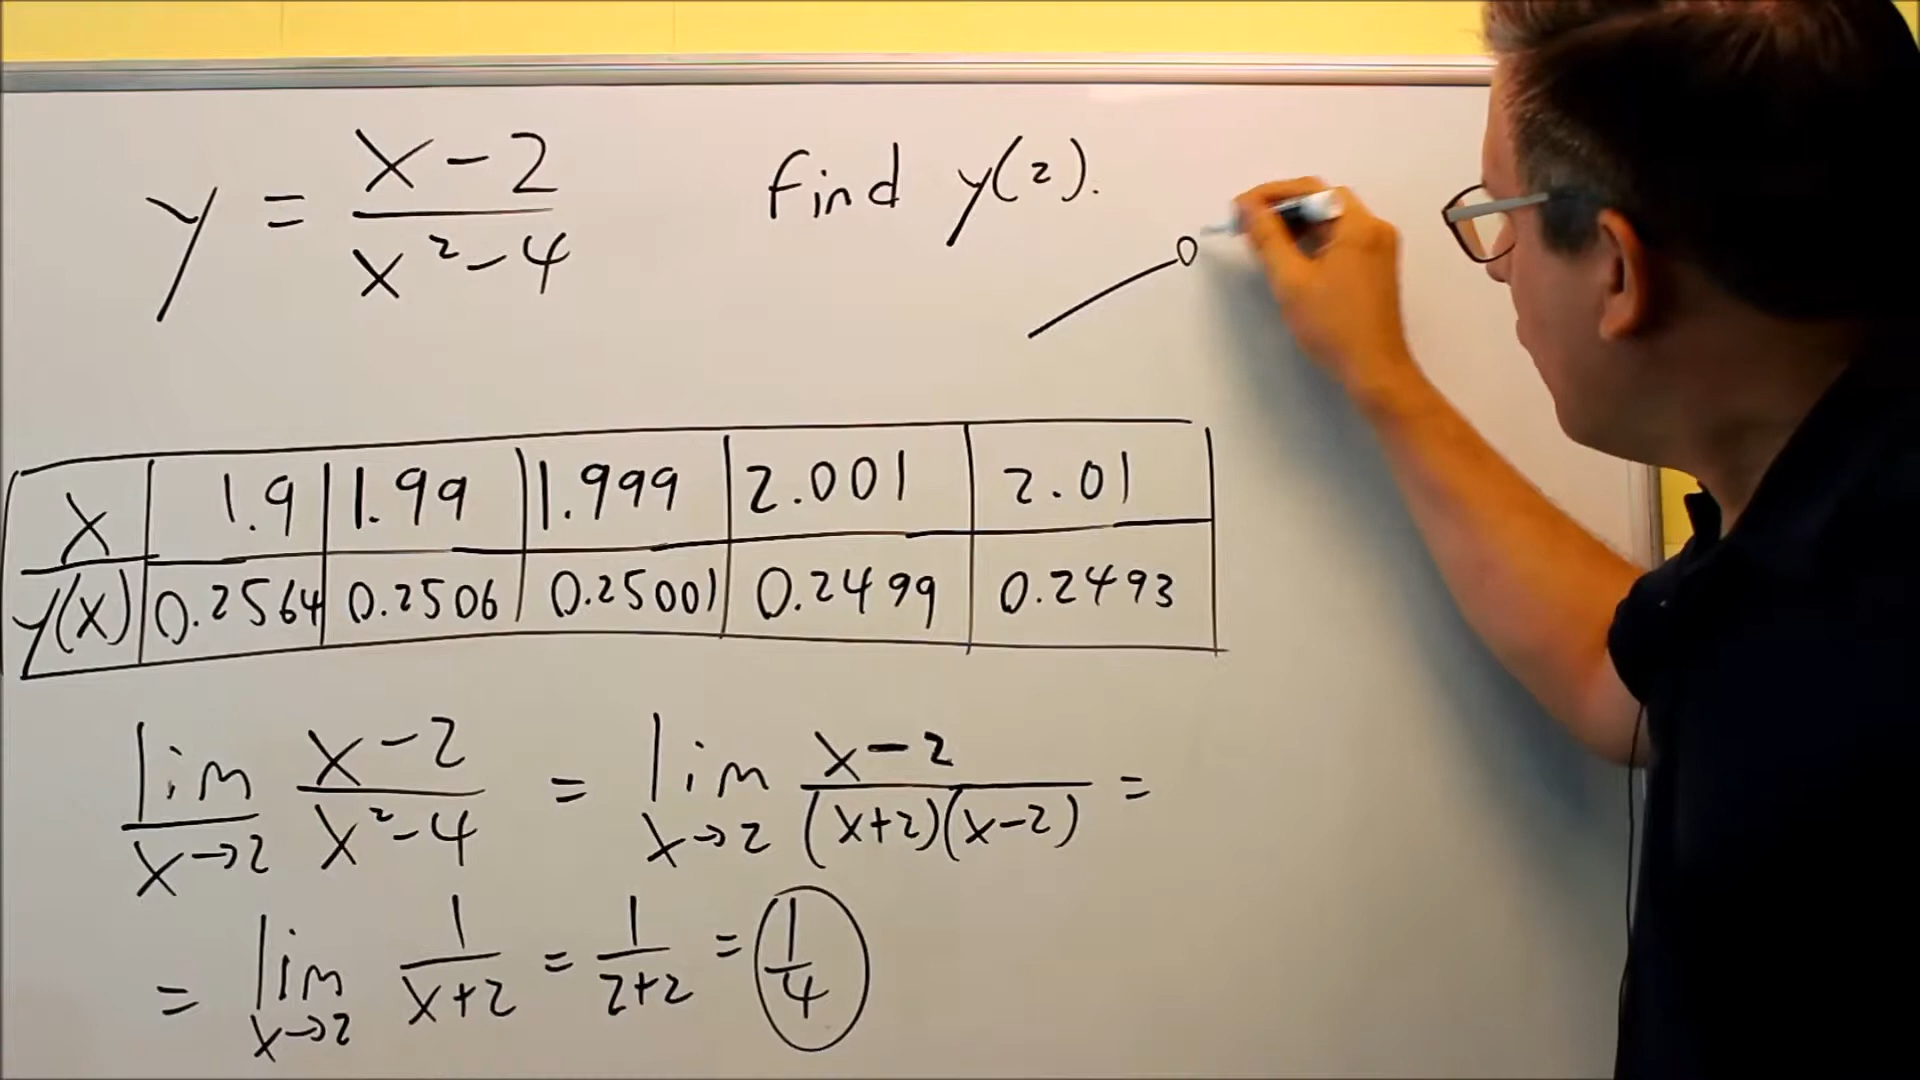 y = x-2 / x²-4   find y(2).
x | 1.9 | 1.99 | 1.999 | 2.001 | 2.01
y(x) | 0.2564 | 0.2506 | 0.25001 | 0.2499 | 0.2493
lim x→2 x-2 / x²-4 = lim x→2 x-2 / (x+2)(x-2) =
= lim x→2 1 / x+2 = 1 / 2+2 = 1/4